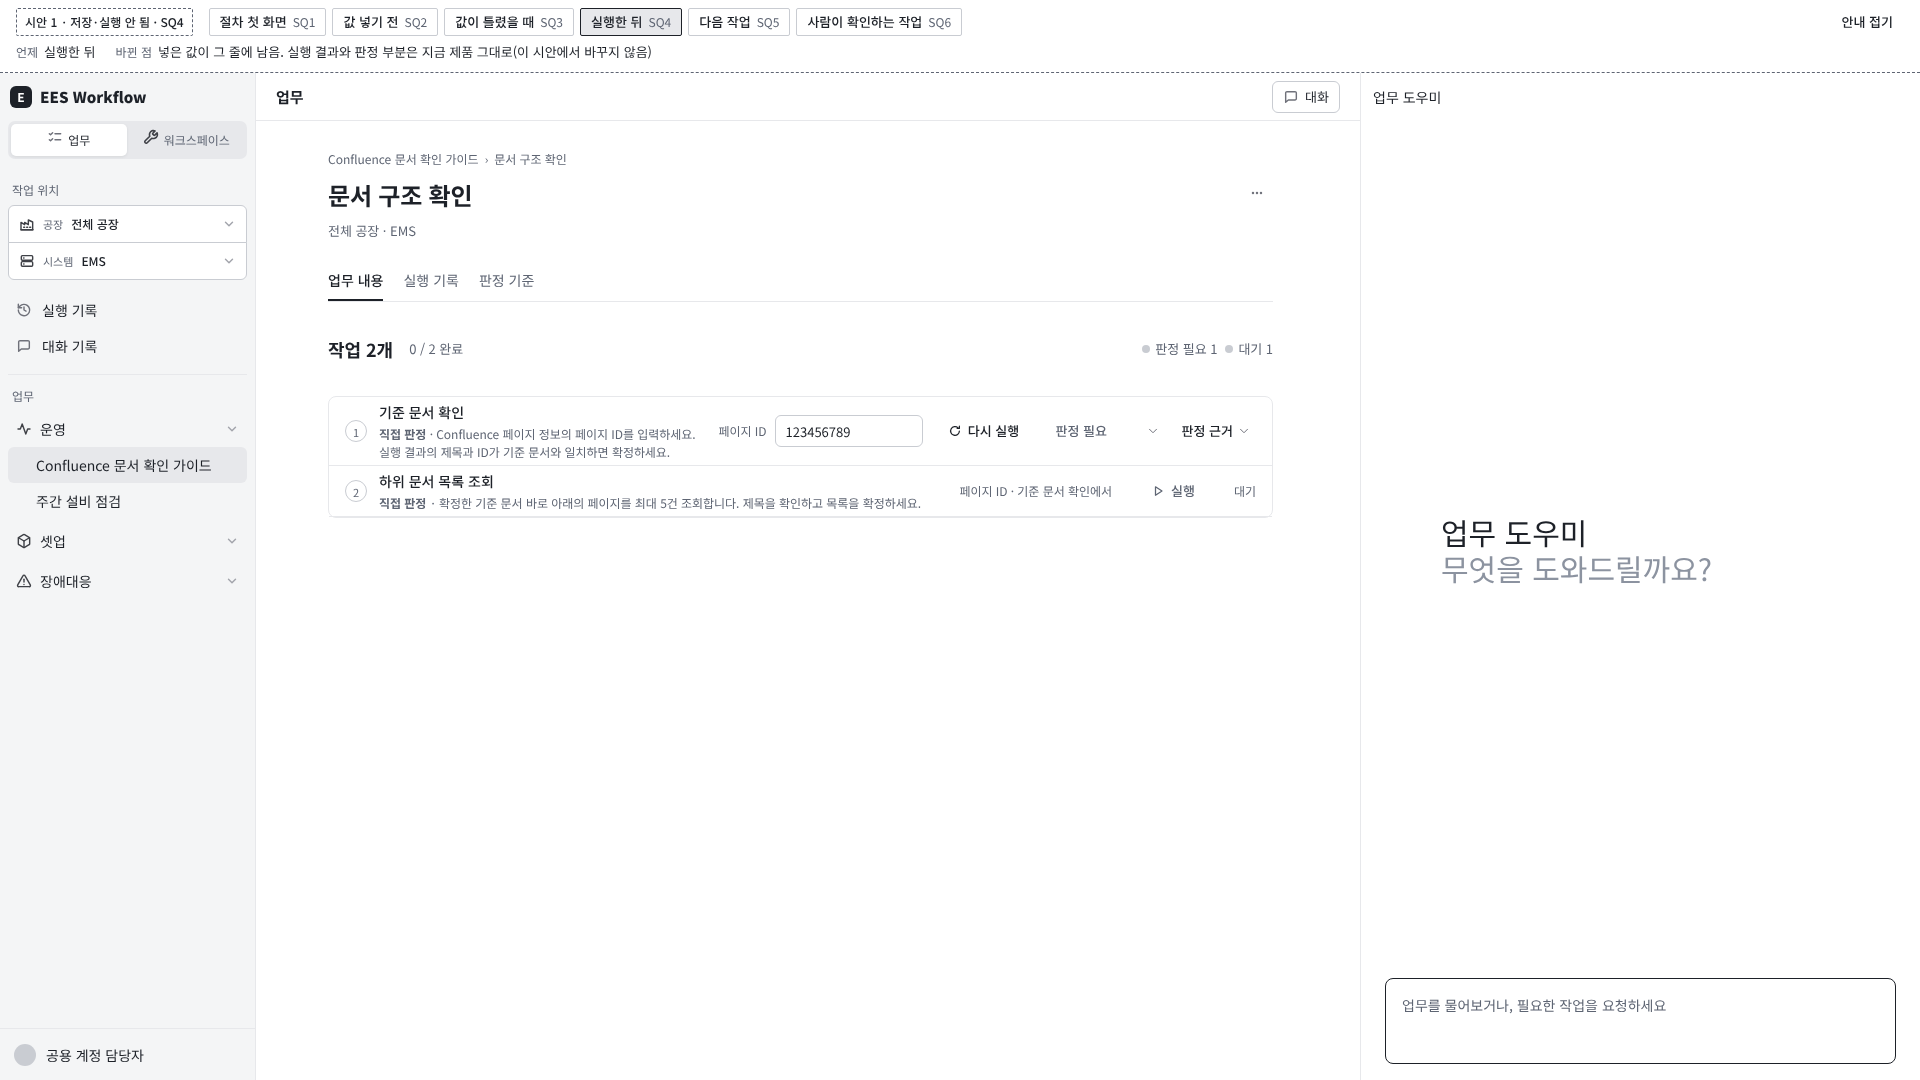 시안 1 · 저장·실행 안 됨 · SQ4
절차 첫 화면 SQ1
값 넣기 전 SQ2
값이 틀렸을 때 SQ3
실행한 뒤 SQ4
다음 작업 SQ5
사람이 확인하는 작업 SQ6
안내 접기
언제 실행한 뒤 바뀐 점 넣은 값이 그 줄에 남음. 실행 결과와 판정 부분은 지금 제품 그대로(이 시안에서 바꾸지 않음)
E EES Workflow
업무
워크스페이스
작업 위치
공장 전체 공장
시스템 EMS
실행 기록
대화 기록
업무
운영
Confluence 문서 확인 가이드
주간 설비 점검
셋업
장애대응
공용 계정 담당자
업무
대화
Confluence 문서 확인 가이드 › 문서 구조 확인
문서 구조 확인
...
전체 공장 · EMS
업무 내용
실행 기록
판정 기준
작업 2개 0 / 2 완료
판정 필요 1 대기 1
1
기준 문서 확인
직접 판정 · Confluence 페이지 정보의 페이지 ID를 입력하세요.
실행 결과의 제목과 ID가 기준 문서와 일치하면 확정하세요.
페이지 ID 123456789
다시 실행
판정 필요
판정 근거
2
하위 문서 목록 조회
직접 판정 · 확정한 기준 문서 바로 아래의 페이지를 최대 5건 조회합니다. 제목을 확인하고 목록을 확정하세요.
페이지 ID · 기준 문서 확인에서
실행
대기
업무 도우미
업무 도우미
무엇을 도와드릴까요?
업무를 물어보거나, 필요한 작업을 요청하세요